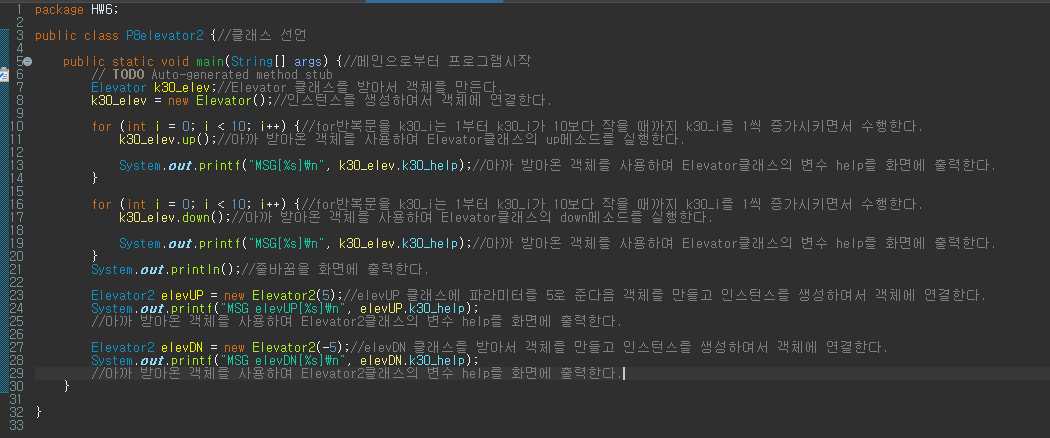 1 package HW6;
2
3 public class P8elevator2 {//클래스 선언
4
5 public static void main(String[] args) {//메인으로부터 프로그램시작
6 // TODO Auto-generated method stub
7 Elevator k30_elev;//Elevator 클래스를 받아서 객체를 만든다.
8 k30_elev = new Elevator();//인스턴스를 생성하여서 객체에 연결한다.
9
10 for (int i = 0; i < 10; i++) {//for반복문을 k30_i는 1부터 k30_i가 10보다 작을 때까지 k30_i를 1씩 증가시키면서 수행한다.
11 k30_elev.up();//아까 받아온 객체를 사용하여 Elevator클래스의 up메소드를 실행한다.
12
13 System.out.printf("MSG[%s]\n", k30_elev.k30_help);//아까 받아온 객체를 사용하여 Elevator클래스의 변수 help를 화면에 출력한다.
14 }
15
16 for (int i = 0; i < 10; i++) {//for반복문을 k30_i는 1부터 k30_i가 10보다 작을 때까지 k30_i를 1씩 증가시키면서 수행한다.
17 k30_elev.down();//아까 받아온 객체를 사용하여 Elevator클래스의 down메소드를 실행한다.
18
19 System.out.printf("MSG[%s]\n", k30_elev.k30_help);//아까 받아온 객체를 사용하여 Elevator클래스의 변수 help를 화면에 출력한다.
20 }
21 System.out.println();//줄바꿈을 화면에 출력한다.
22
23 Elevator2 elevUP = new Elevator2(5);//elevUP 클래스에 파라미터를 5로 준다음 객체를 만들고 인스턴스를 생성하여서 객체에 연결한다.
24 System.out.printf("MSG elevUP[%s]\n", elevUP.k30_help);
25 //아까 받아온 객체를 사용하여 Elevator2클래스의 변수 help를 화면에 출력한다.
26
27 Elevator2 elevDN = new Elevator2(-5);//elevDN 클래스를 받아서 객체를 만들고 인스턴스를 생성하여서 객체에 연결한다.
28 System.out.printf("MSG elevDN[%s]\n", elevDN.k30_help);
29 //아까 받아온 객체를 사용하여 Elevator2클래스의 변수 help를 화면에 출력한다.
30 }
31
32 }
33